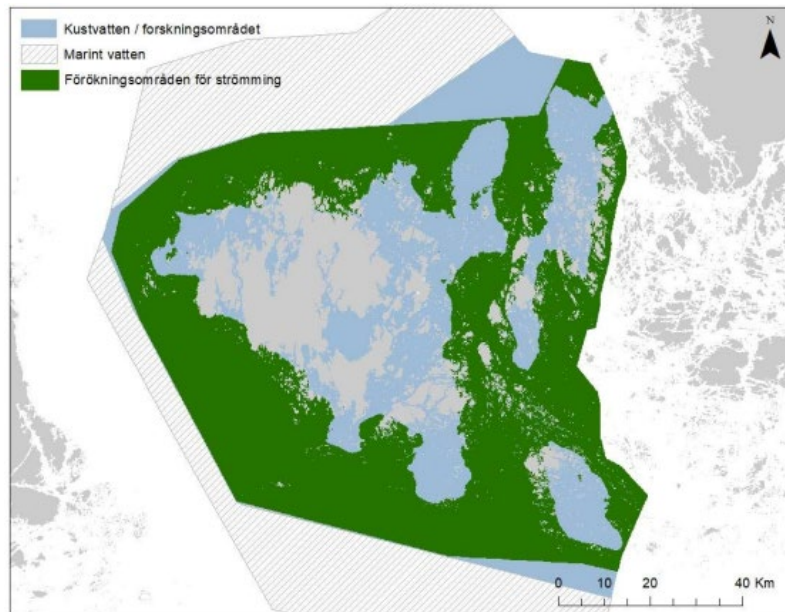 Kustvatten / forskningsområdet
Marint vatten
Förökningsområden för strömming
N
0 10 20 40 Km